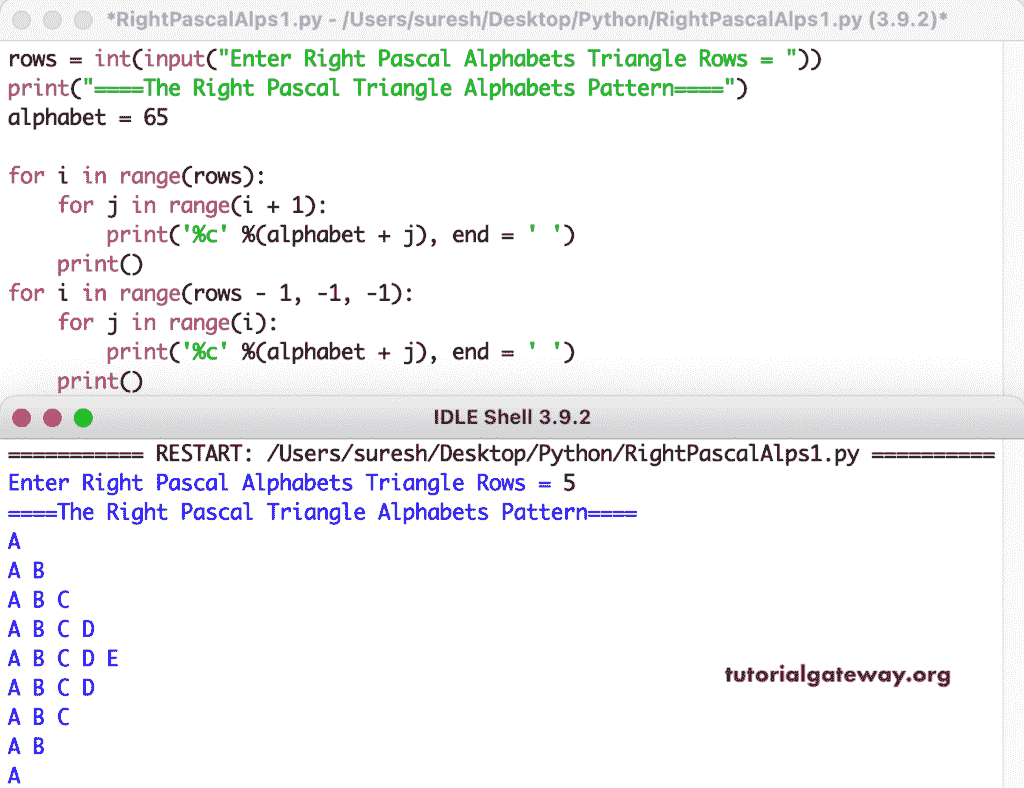 *RightPascalAlps1.py - /Users/suresh/Desktop/Python/RightPascalAlps1.py (3.9.2)*
rows = int(input("Enter Right Pascal Alphabets Triangle Rows = "))
print("====The Right Pascal Triangle Alphabets Pattern====")
alphabet = 65

for i in range(rows):
    for j in range(i + 1):
        print('%c' %(alphabet + j), end = ' ')
    print()
for i in range(rows - 1, -1, -1):
    for j in range(i):
        print('%c' %(alphabet + j), end = ' ')
    print()
IDLE Shell 3.9.2
=========== RESTART: /Users/suresh/Desktop/Python/RightPascalAlps1.py ==========
Enter Right Pascal Alphabets Triangle Rows = 5
====The Right Pascal Triangle Alphabets Pattern====
A
A B
A B C
A B C D
A B C D E
A B C D
A B C
A B
A
tutorialgateway.org